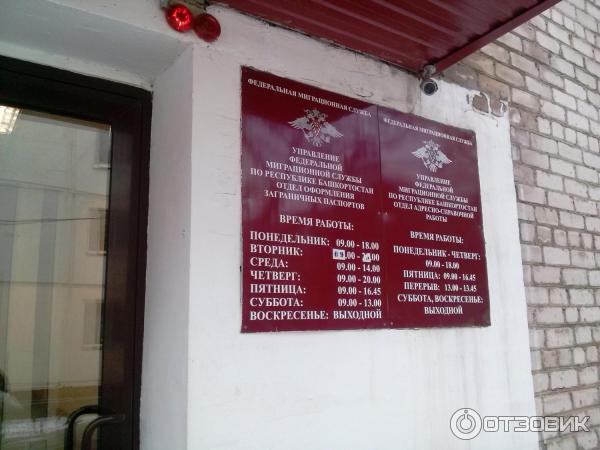 ФЕДЕРАЛЬНАЯ МИГРАЦИОННАЯ СЛУЖБА
УПРАВЛЕНИЕ
ФЕДЕРАЛЬНОЙ
МИГРАЦИОННОЙ СЛУЖБЫ
ПО РЕСПУБЛИКЕ БАШКОРТОСТАН
ОТДЕЛ ОФОРМЛЕНИЯ
ЗАГРАНИЧНЫХ ПАСПОРТОВ
ВРЕМЯ РАБОТЫ:
ПОНЕДЕЛЬНИК: 09.00 - 18.00
ВТОРНИК: .00 - .00
СРЕДА: 09.00 - 14.00
ЧЕТВЕРГ: 09.00 - 20.00
ПЯТНИЦА: 09.00 - 16.45
СУББОТА: 09.00 - 13.00
ВОСКРЕСЕНЬЕ: ВЫХОДНОЙ
ФЕДЕРАЛЬНАЯ МИГРАЦИОННАЯ СЛУЖБА
УПРАВЛЕНИЕ
ФЕДЕРАЛЬНОЙ
МИГРАЦИОННОЙ СЛУЖБЫ
ПО РЕСПУБЛИКЕ БАШКОРТОСТАН
ОТДЕЛ АДРЕСНО-СПРАВОЧНОЙ
РАБОТЫ
ВРЕМЯ РАБОТЫ:
ПОНЕДЕЛЬНИК - ЧЕТВЕРГ:
09.00 - 18.00
ПЯТНИЦА: 09.00 - 16.45
ПЕРЕРЫВ: 13.00 - 13.45
СУББОТА, ВОСКРЕСЕНЬЕ:
ВЫХОДНОЙ
ОТЗОВИК